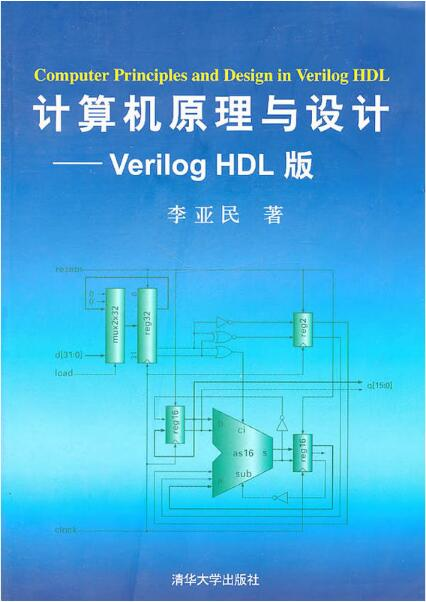 Computer Principles and Design in Verilog HDL
计算机原理与设计
——Verilog HDL 版
李亚民 著
resetn
mux2x32
reg32
reg2
d[31:0]
load
q[15:0]
reg16
ci
as16 s
sub
reg16
clock
清华大学出版社